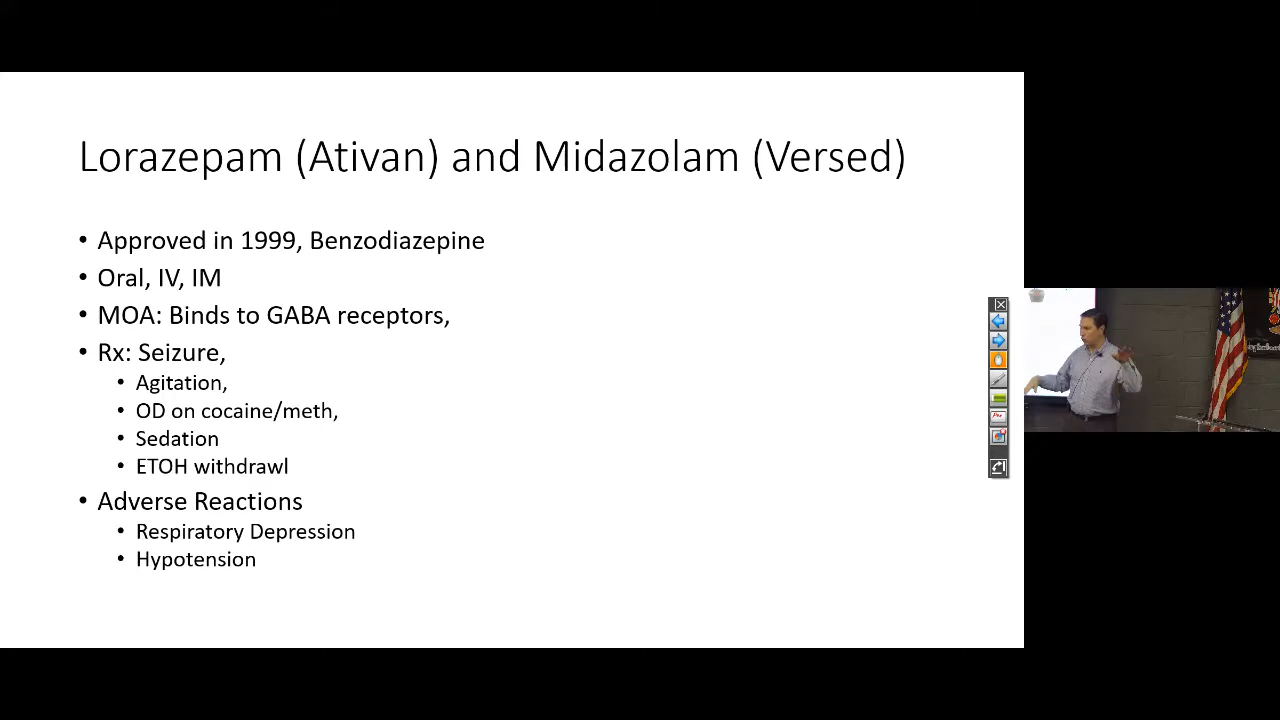 Lorazepam (Ativan) and Midazolam (Versed)
• Approved in 1999, Benzodiazepine
• Oral, IV, IM
• MOA: Binds to GABA receptors,
• Rx: Seizure,
• Agitation,
• OD on cocaine/meth,
• Sedation
• ETOH withdrawl
• Adverse Reactions
• Respiratory Depression
• Hypotension